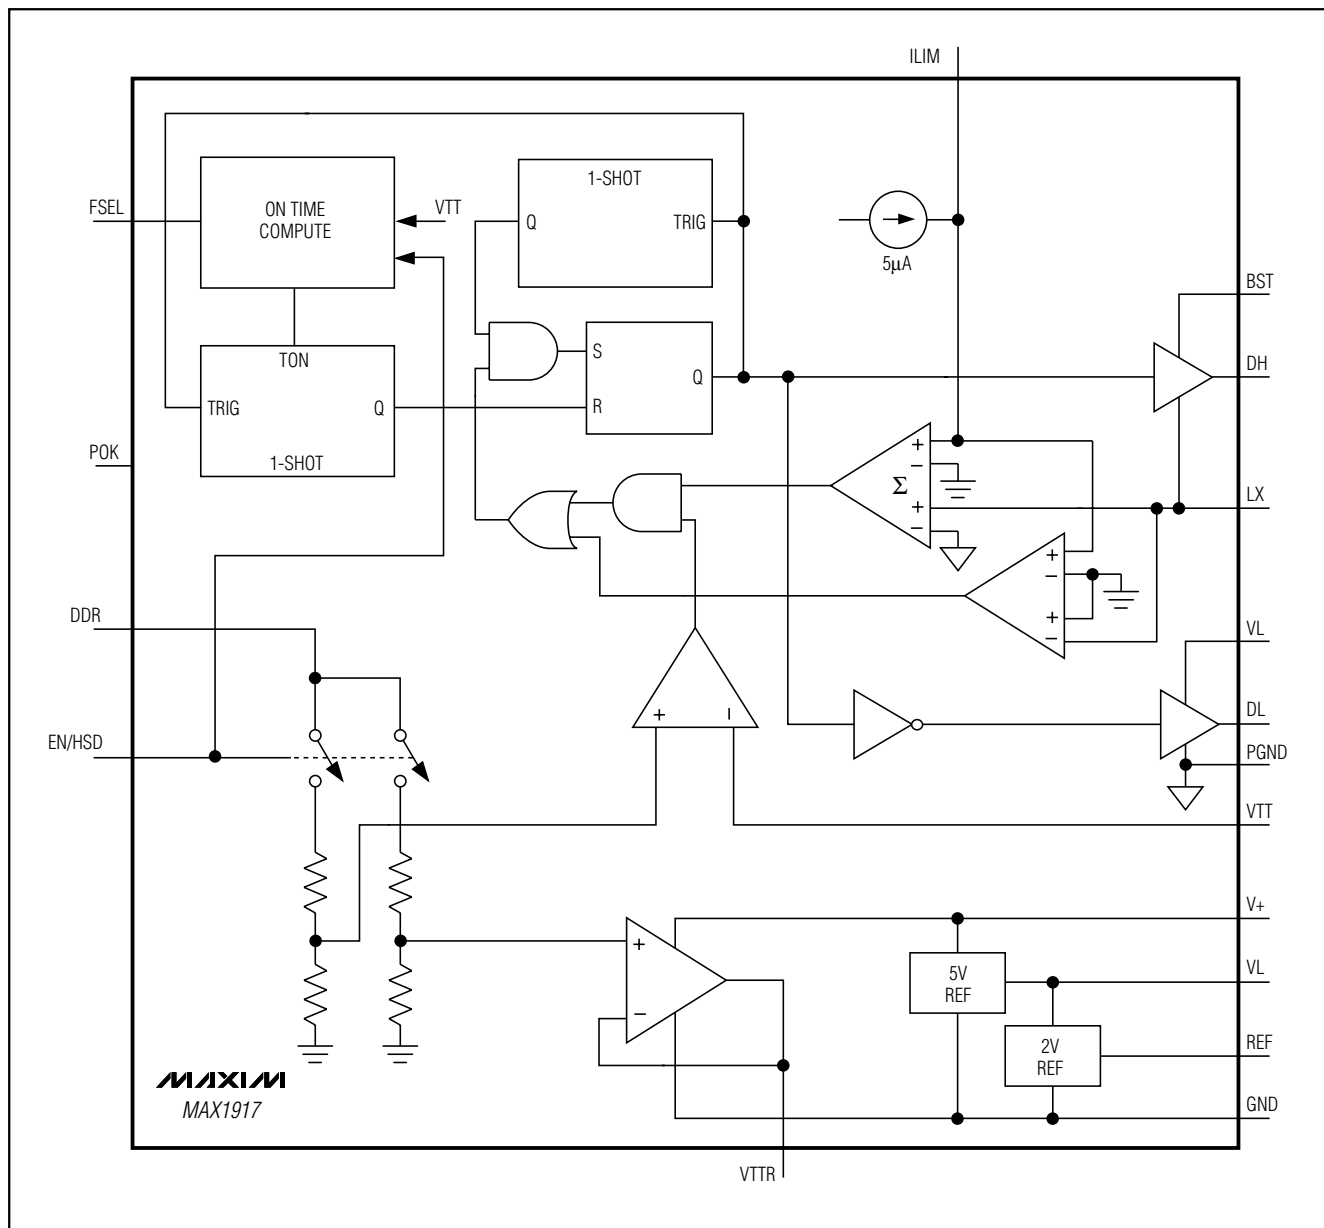 ILIM
FSEL
ON TIME
COMPUTE
VTT
1-SHOT
Q
TRIG
5µA
BST
TON
S
Q
R
DH
TRIG
Q
1-SHOT
POK
+
−
Σ
+
−
LX
+
−
+
−
DDR
VL
+
−
DL
EN/HSD
PGND
VTT
V+
+
−
5V
REF
VL
2V
REF
REF
MAXIM
MAX1917
GND
VTTR